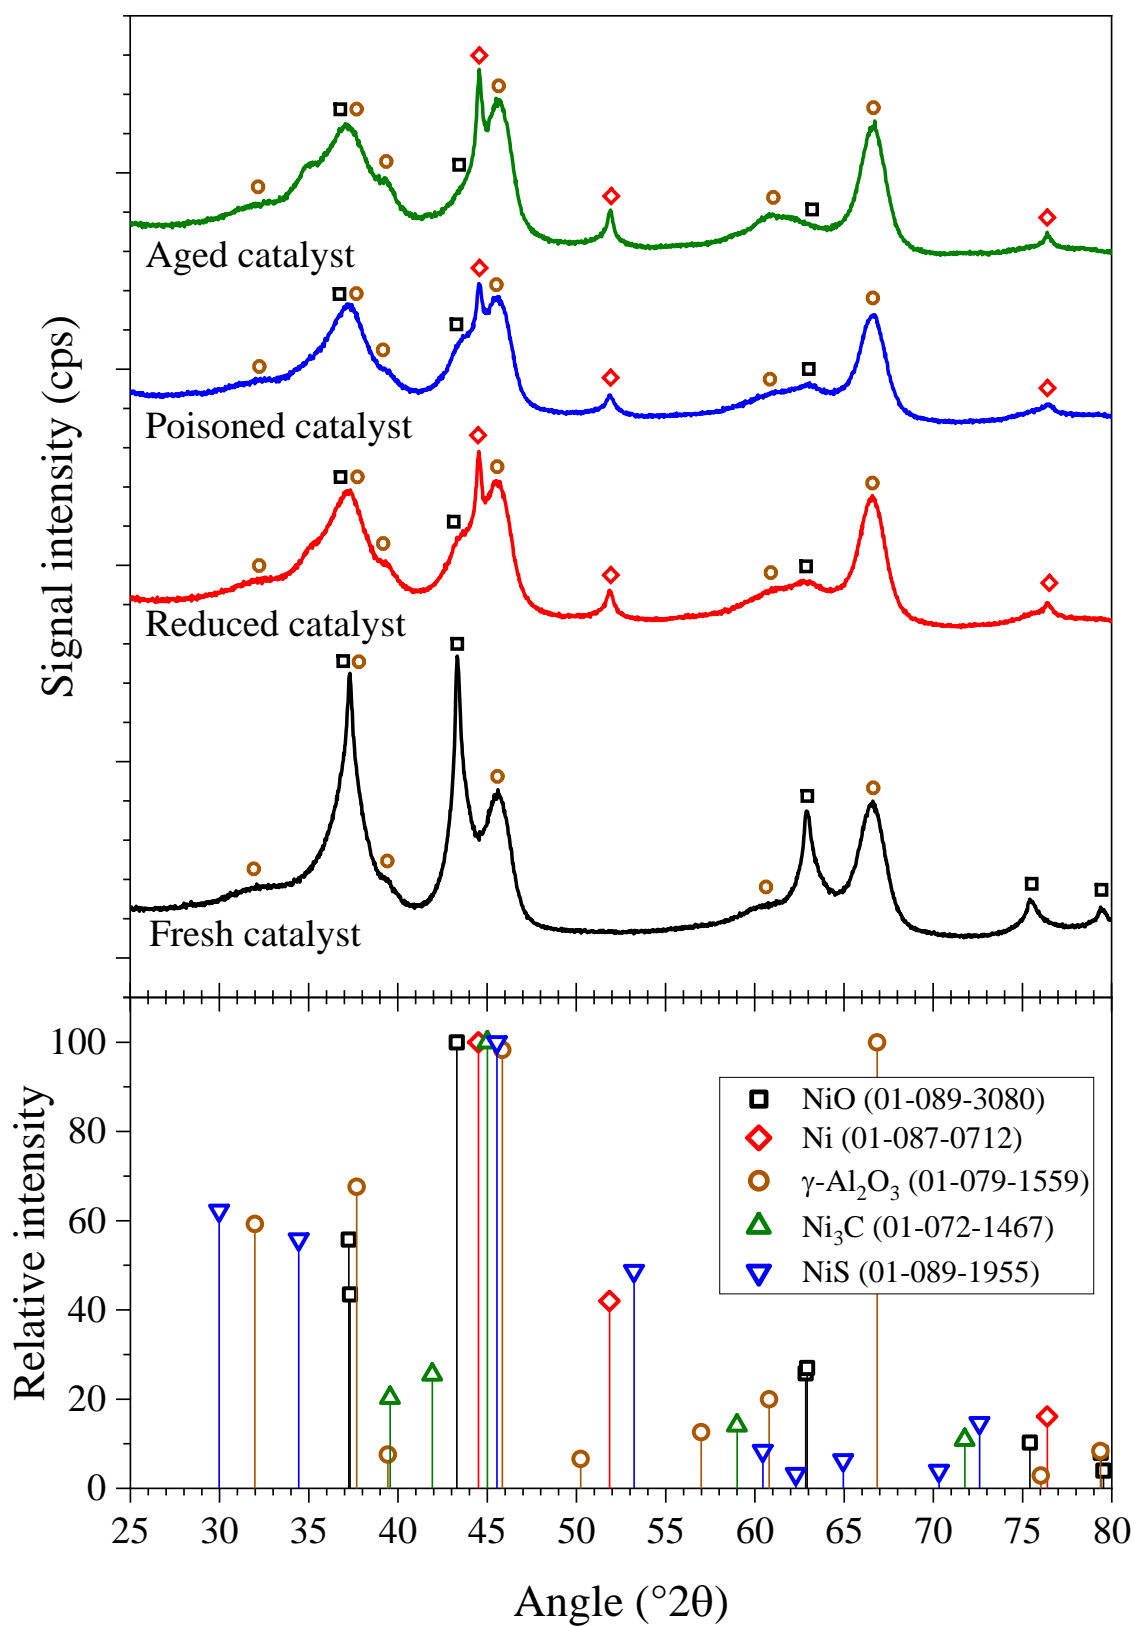 Signal intensity (cps)
Aged catalyst
Poisoned catalyst
Reduced catalyst
Fresh catalyst
Relative intensity
100
80
60
40
20
0
NiO (01-089-3080)
Ni (01-087-0712)
γ-Al₂O₃ (01-079-1559)
Ni₃C (01-072-1467)
NiS (01-089-1955)
25 30 35 40 45 50 55 60 65 70 75 80
Angle (°2θ)